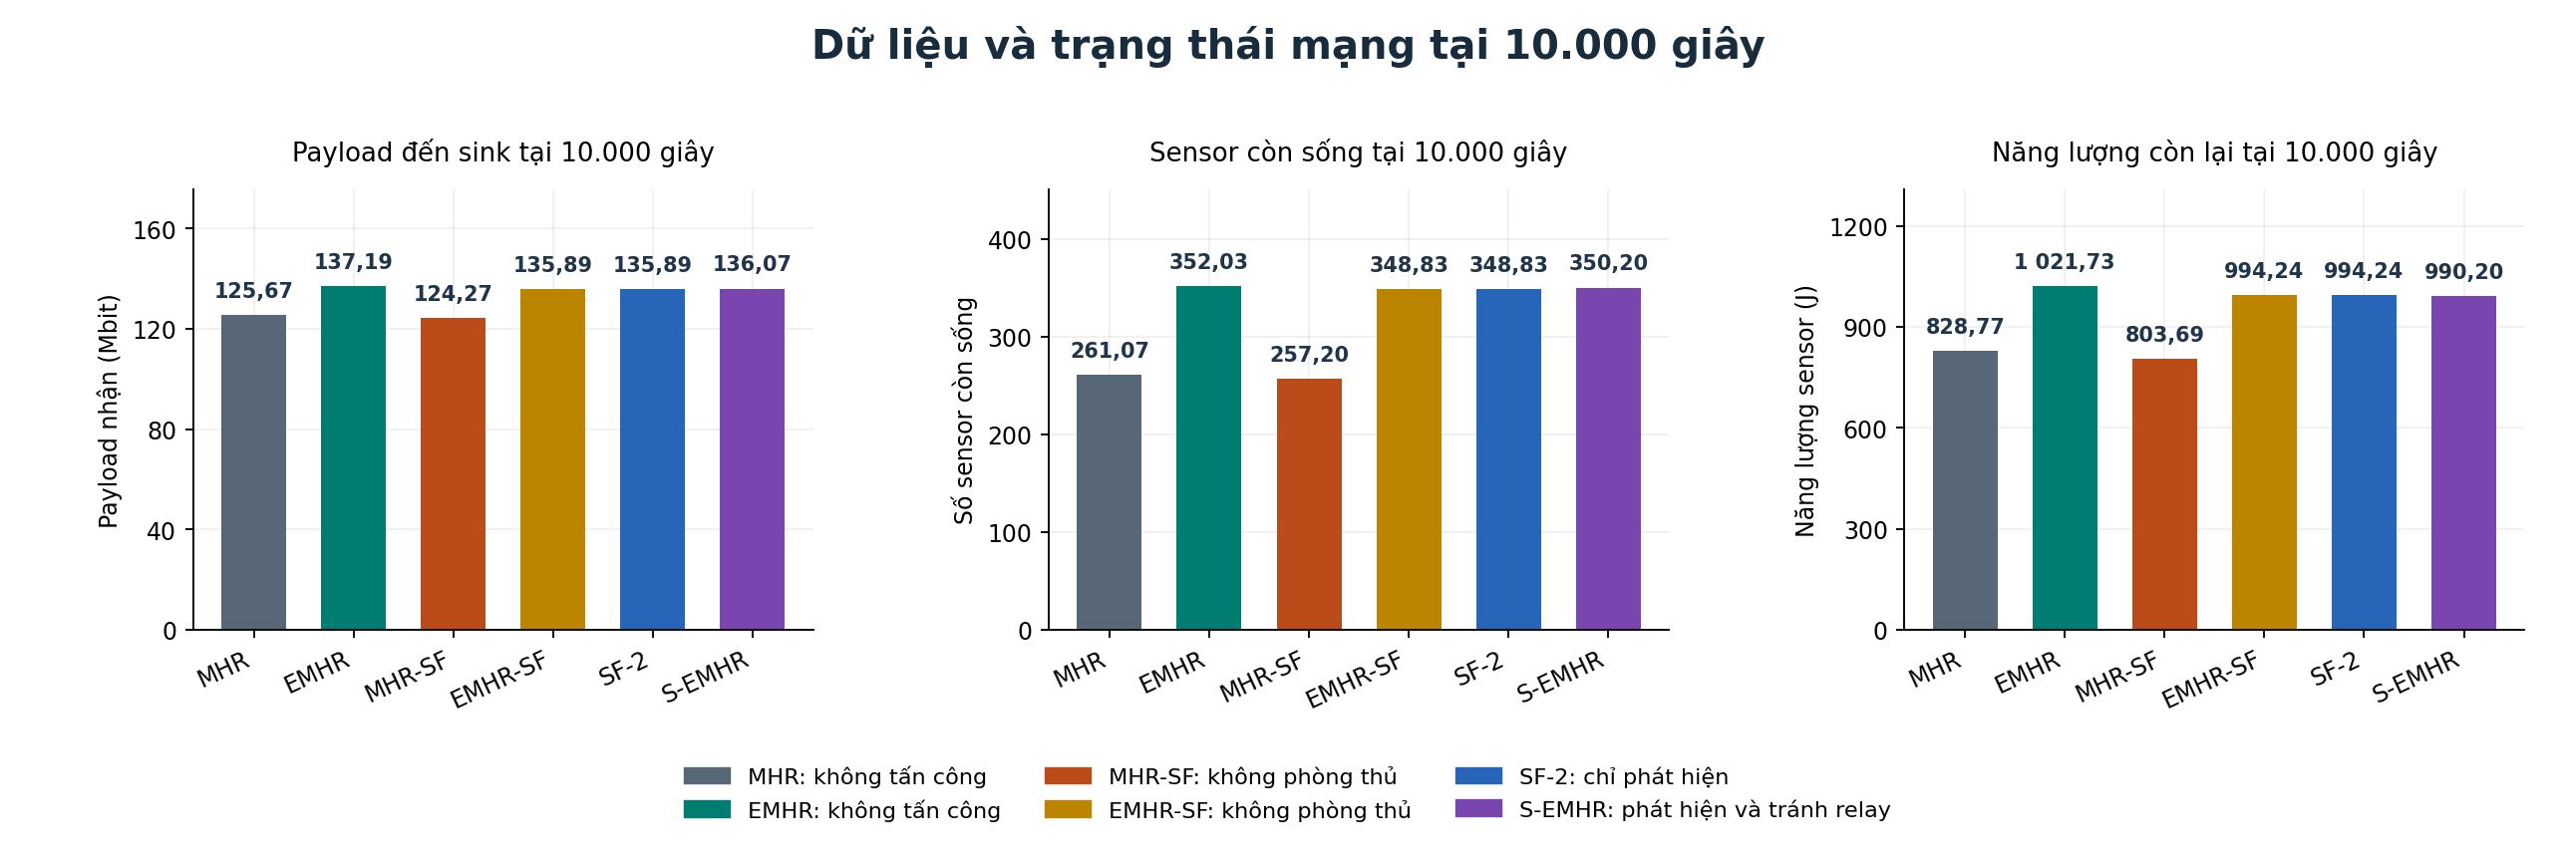 Dữ liệu và trạng thái mạng tại 10.000 giây
Payload đến sink tại 10.000 giây
Payload nhận (Mbit)
160
120
80
40
0
125,67
137,19
124,27
135,89
135,89
136,07
MHR
EMHR
MHR-SF
EMHR-SF
SF-2
S-EMHR
Sensor còn sống tại 10.000 giây
Số sensor còn sống
400
300
200
100
0
261,07
352,03
257,20
348,83
348,83
350,20
MHR
EMHR
MHR-SF
EMHR-SF
SF-2
S-EMHR
Năng lượng còn lại tại 10.000 giây
Năng lượng sensor (J)
1200
900
600
300
0
828,77
1 021,73
803,69
994,24
994,24
990,20
MHR
EMHR
MHR-SF
EMHR-SF
SF-2
S-EMHR
MHR: không tấn công
EMHR: không tấn công
MHR-SF: không phòng thủ
EMHR-SF: không phòng thủ
SF-2: chỉ phát hiện
S-EMHR: phát hiện và tránh relay